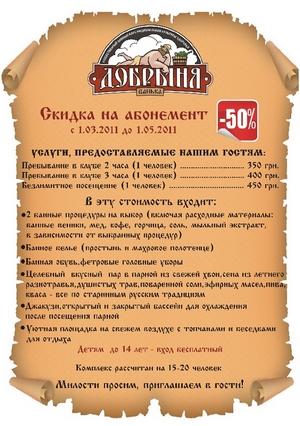 ДОБРЫНЯ
БАНЬКА
Скидка на абонемент
с 1.03.2011 до 1.05.2011
-50%
Услуги, предоставляемые нашим гостям:
Пребывание в клубе 2 часа (1 человек) ........ 350 грн.
Пребывание в клубе 3 часа (1 человек) ........ 400 грн.
Безлимитное посещение (1 человек) ........ 450 грн.
В эту стоимость входит:
•2 банные процедуры на выбор (включая расходные материалы:
банные веники, мед, кофе, горчица, соль, мыльный экстракт,
в зависимости от выбранных процедур)
•Банное белье (простынь и махровое полотенце)
•Банная обувь, фетровые головные уборы
•Целебный вкусный пар в парной из свежей хвои, сена из летнего
разнотравья, душистых трав, поваренной соли, эфирных масел, пива,
кваса - все по старинным русским традициям
•Джакузи, открытый и закрытый бассейн для охлаждения
после посещения парной
•Уютная площадка на свежем воздухе с топчанами и беседками
для отдыха
Детям до 14 лет - вход бесплатный
Комплекс рассчитан на 15-20 человек
Милости просим, приглашаем в гости!